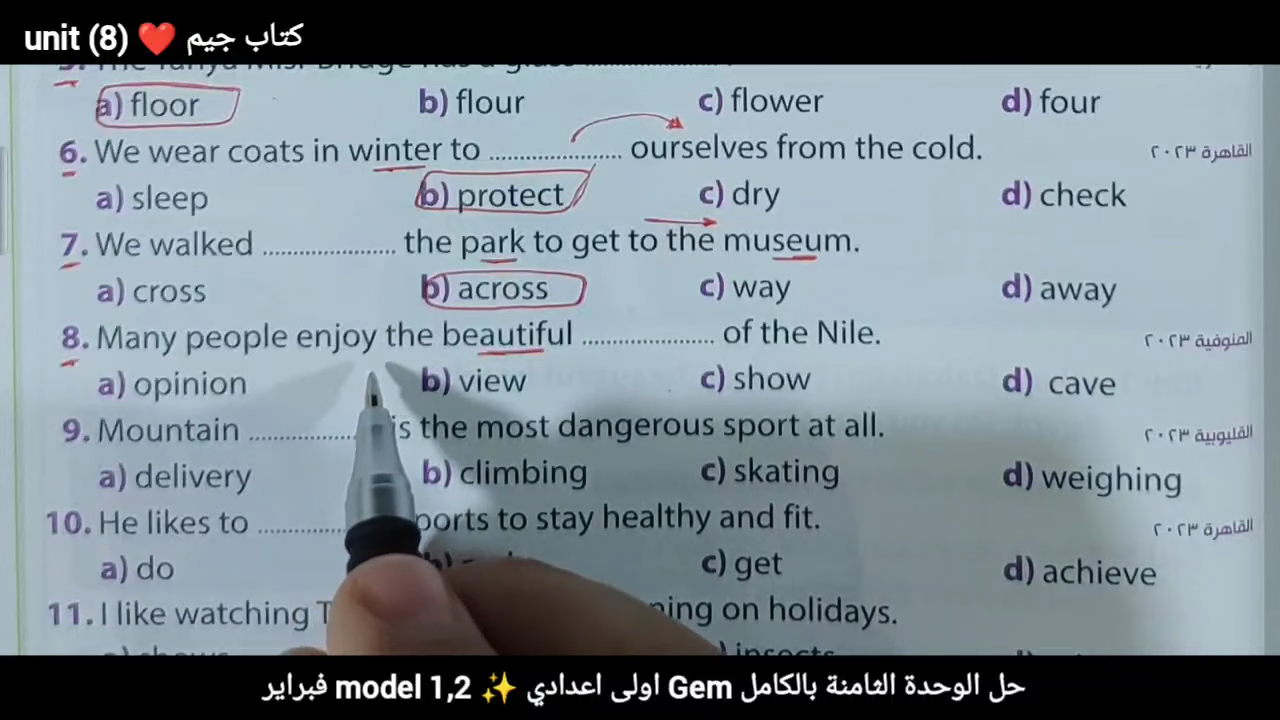 unit (8) ❤️ كتاب جيم
a) floor b) flour c) flower d) four
6. We wear coats in winter to .................... ourselves from the cold. القاهرة ٢٠٢٣
a) sleep b) protect c) dry d) check
7. We walked .................... the park to get to the museum.
a) cross b) across c) way d) away
8. Many people enjoy the beautiful .................... of the Nile. المنوفية ٢٠٢٣
a) opinion b) view c) show d) cave
9. Mountain ................ is the most dangerous sport at all. القليوبية ٢٠٢٣
a) delivery b) climbing c) skating d) weighing
10. He likes to ............... ports to stay healthy and fit. القاهرة ٢٠٢٣
a) do c) get d) achieve
11. I like watching on holidays.
حل الوحدة الثامنة بالكامل Gem اولى اعدادي ✨ model 1,2 فبراير